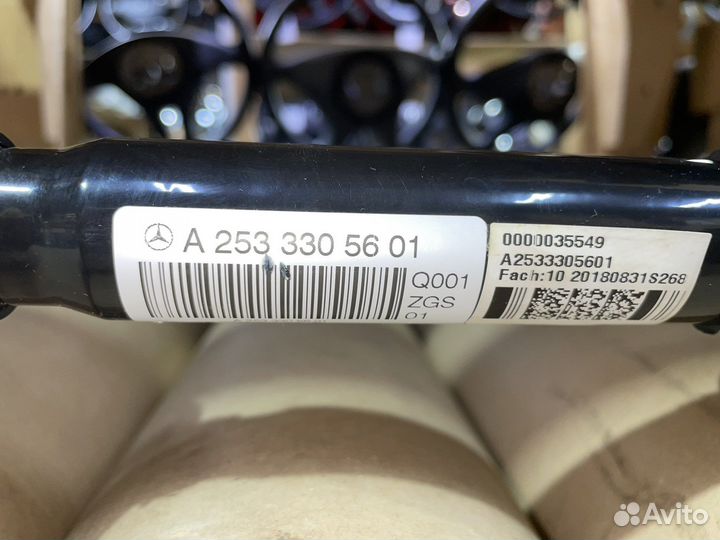 A 253 330 56 01
Q001
ZGS
01
0000035549
A2533305601
Fach:10 20180831S268
Avito